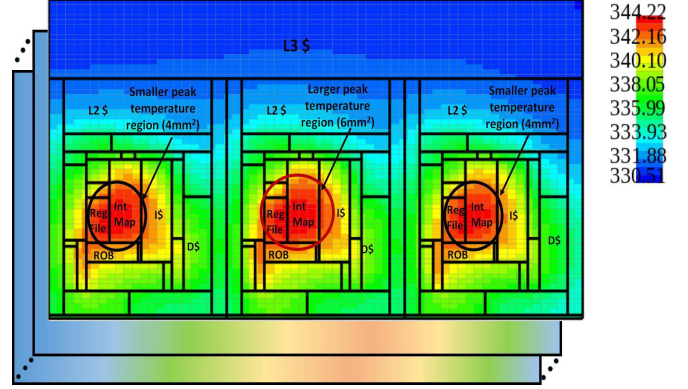 L3 $
344.22
342.16
340.10
338.05
335.99
333.93
331.88
330.51
Smaller peak
temperature
region (4mm²)
L2 $
Reg
File
Int
Map
I$
D$
ROB
Larger peak
temperature
region (6mm²)
L2 $
Reg
File
Int
Map
I$
D$
ROB
Smaller peak
temperature
region (4mm²)
L2 $
Reg
File
Int
Map
I$
D$
ROB